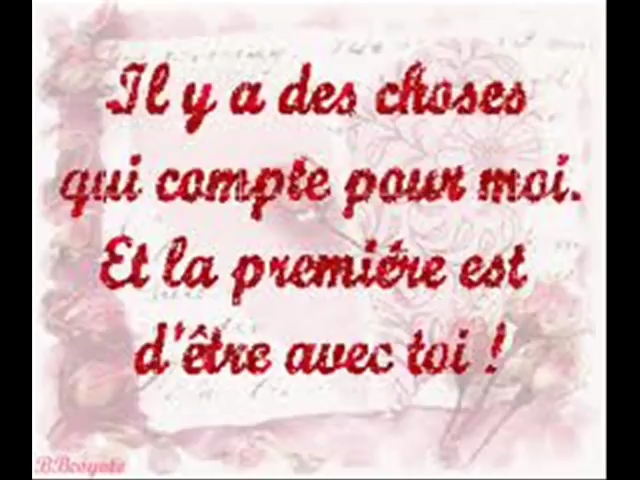 Il y a des choses
qui compte pour moi.
Et la première est
d'être avec toi !